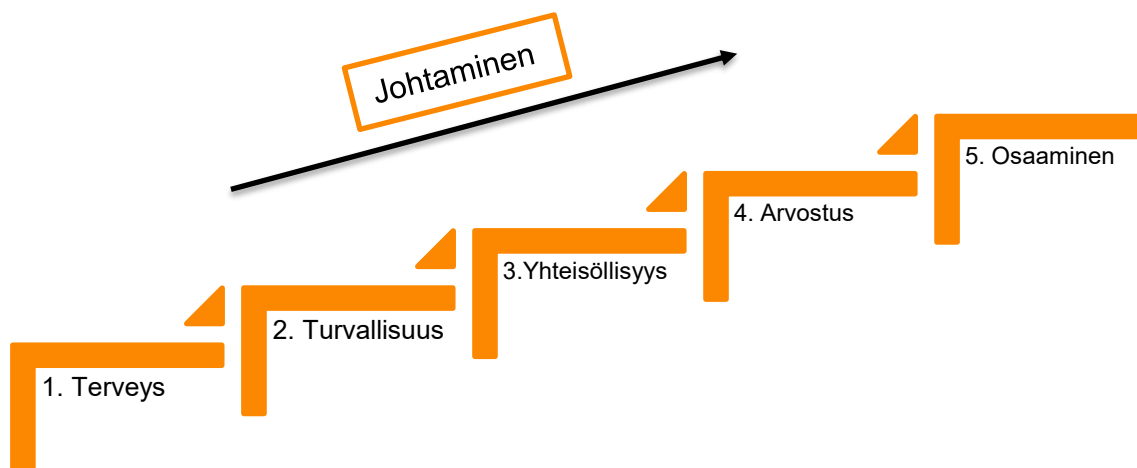 Johtaminen
1. Terveys
2. Turvallisuus
3.Yhteisöllisyys
4. Arvostus
5. Osaaminen